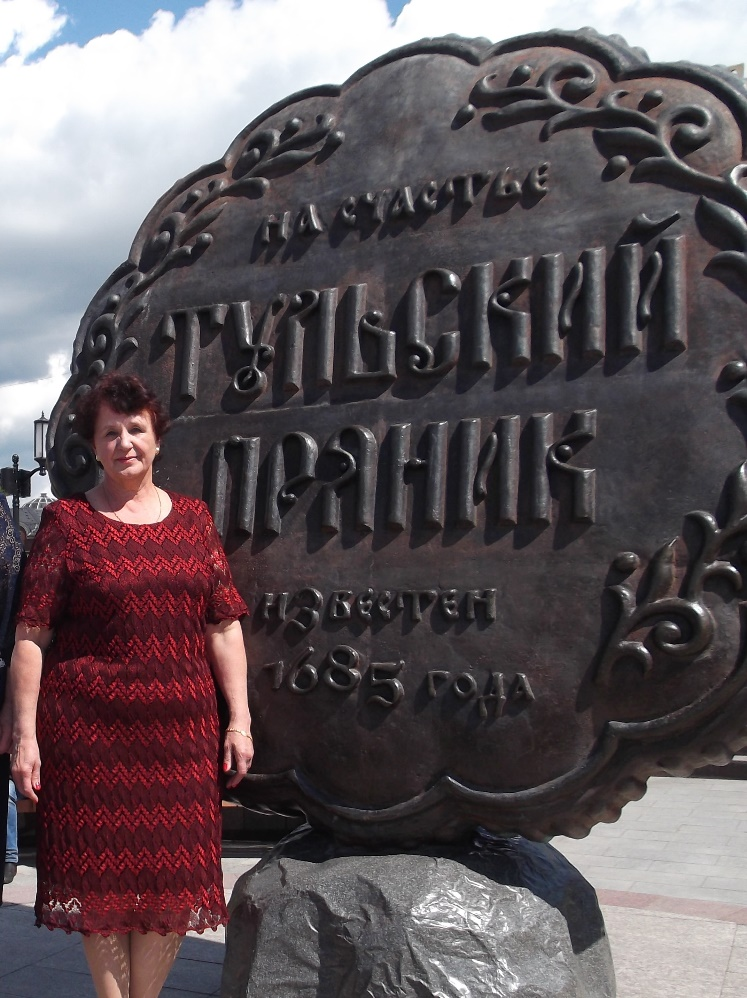 на счастье
ТУЛЬСКИЙ
ПРЯНИК
известен
1685 года